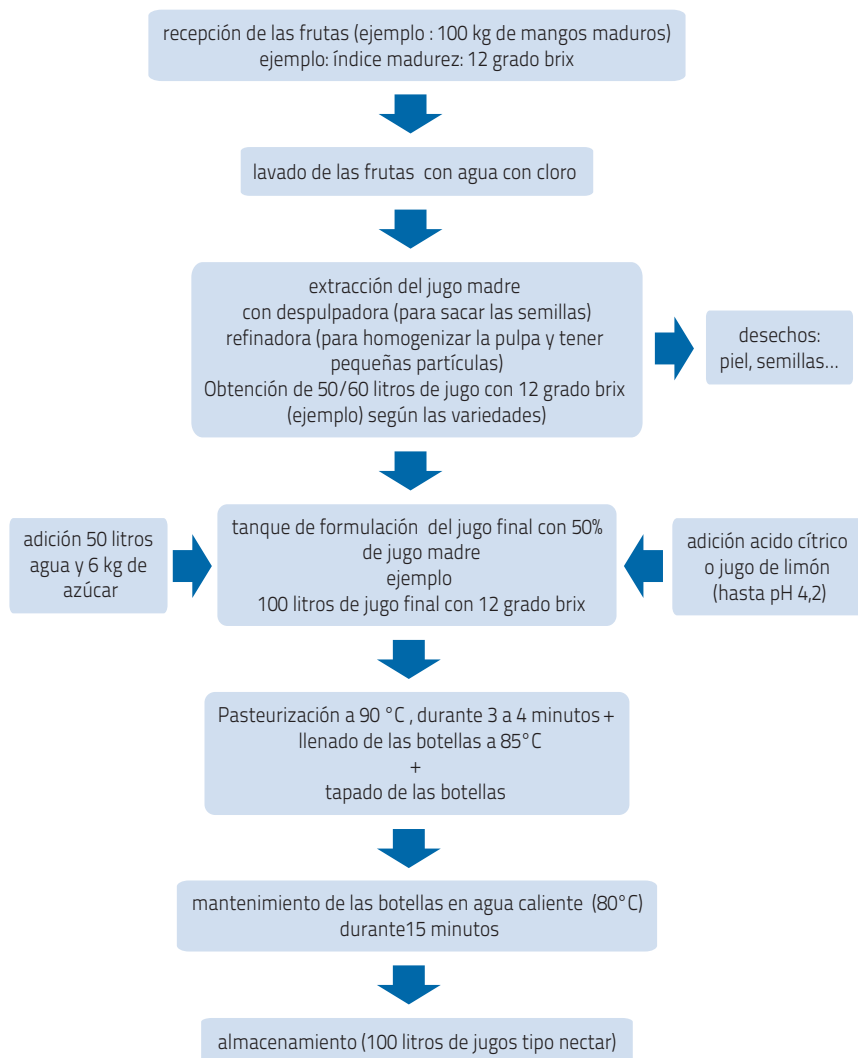 recepción de las frutas (ejemplo : 100 kg de mangos maduros)
ejemplo: índice madurez: 12 grado brix
lavado de las frutas  con agua con cloro
extracción del jugo madre
con despulpadora (para sacar las semillas)
refinadora (para homogenizar la pulpa y tener
pequeñas partículas)
Obtención de 50/60 litros de jugo con 12 grado brix
(ejemplo) según las variedades)
desechos:
piel, semillas...
adición 50 litros
agua y 6 kg de
azúcar
tanque de formulación  del jugo final con 50%
de jugo madre
ejemplo
100 litros de jugo final con 12 grado brix
adición acido cítrico
o jugo de limón
(hasta pH 4,2)
Pasteurización a 90 °C , durante 3 a 4 minutos +
llenado de las botellas a 85°C
+
tapado de las botellas
mantenimiento de las botellas en agua caliente  (80°C)
durante15 minutos
almacenamiento (100 litros de jugos tipo nectar)